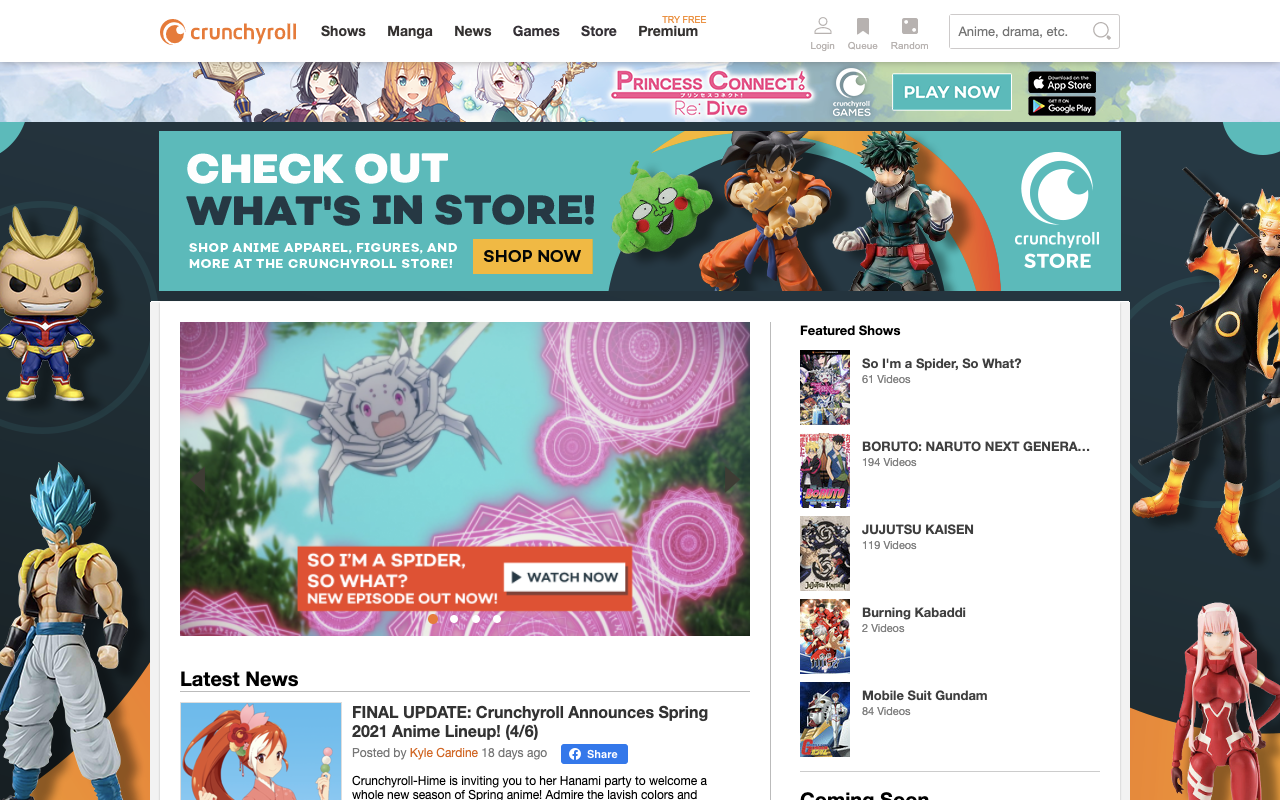 crunchyroll
Shows
Manga
News
Games
Store
TRY FREE
Premium
Login
Queue
Random
Anime, drama, etc.
PRINCESS CONNECT!
プリンセスコネクト!
Re: Dive
crunchyroll
GAMES
PLAY NOW
Download on the
App Store
GET IT ON
Google Play
CHECK OUT
WHAT'S IN STORE!
SHOP ANIME APPAREL, FIGURES, AND
MORE AT THE CRUNCHYROLL STORE!
SHOP NOW
crunchyroll
STORE
SO I'M A SPIDER,
SO WHAT?
NEW EPISODE OUT NOW!
WATCH NOW
Featured Shows
So I'm a Spider, So What?
61 Videos
BORUTO: NARUTO NEXT GENERA...
194 Videos
JUJUTSU KAISEN
119 Videos
Burning Kabaddi
2 Videos
Mobile Suit Gundam
84 Videos
Latest News
FINAL UPDATE: Crunchyroll Announces Spring
2021 Anime Lineup! (4/6)
Posted by Kyle Cardine 18 days ago
Share
Crunchyroll-Hime is inviting you to her Hanami party to welcome a
whole new season of Spring anime! Admire the lavish colors and
Coming Soon